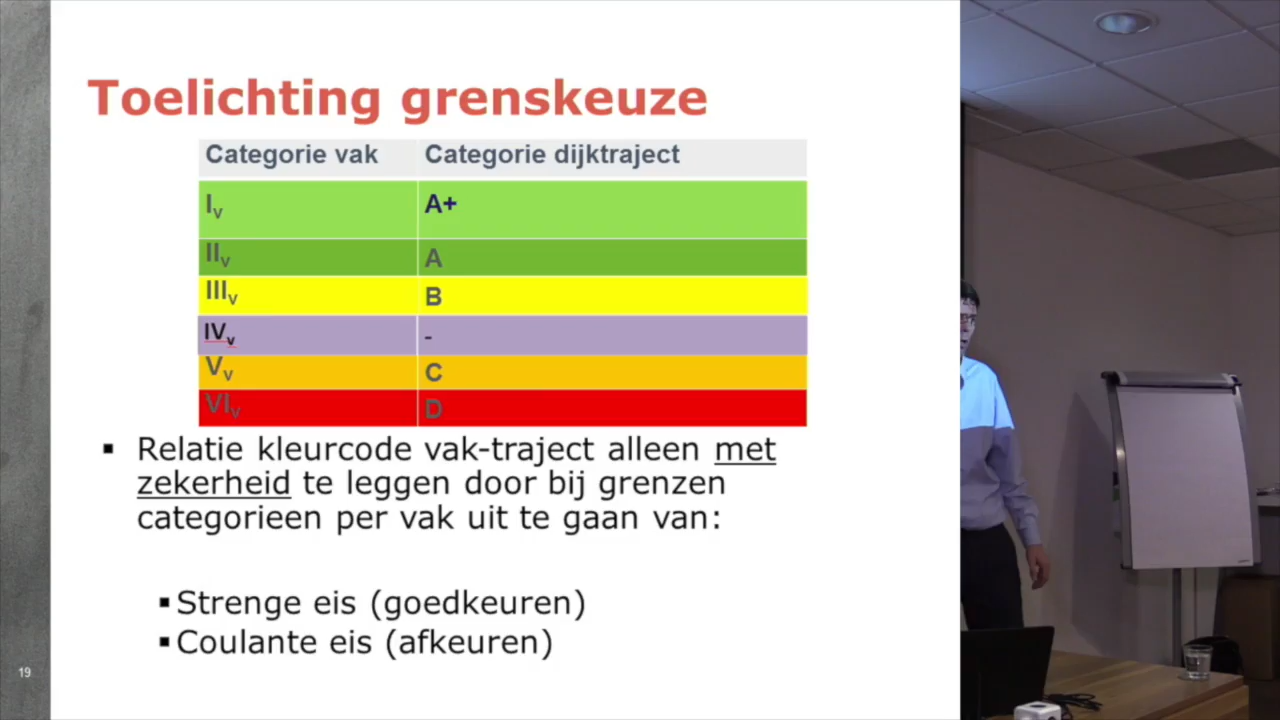 Toelichting grenskeuze
Categorie vak Categorie dijktraject
Iv A+
IIv A
IIIv B
IVv -
Vv C
VIv D
▪ Relatie kleurcode vak-traject alleen met
zekerheid te leggen door bij grenzen
categorieen per vak uit te gaan van:
▪ Strenge eis (goedkeuren)
▪ Coulante eis (afkeuren)
19